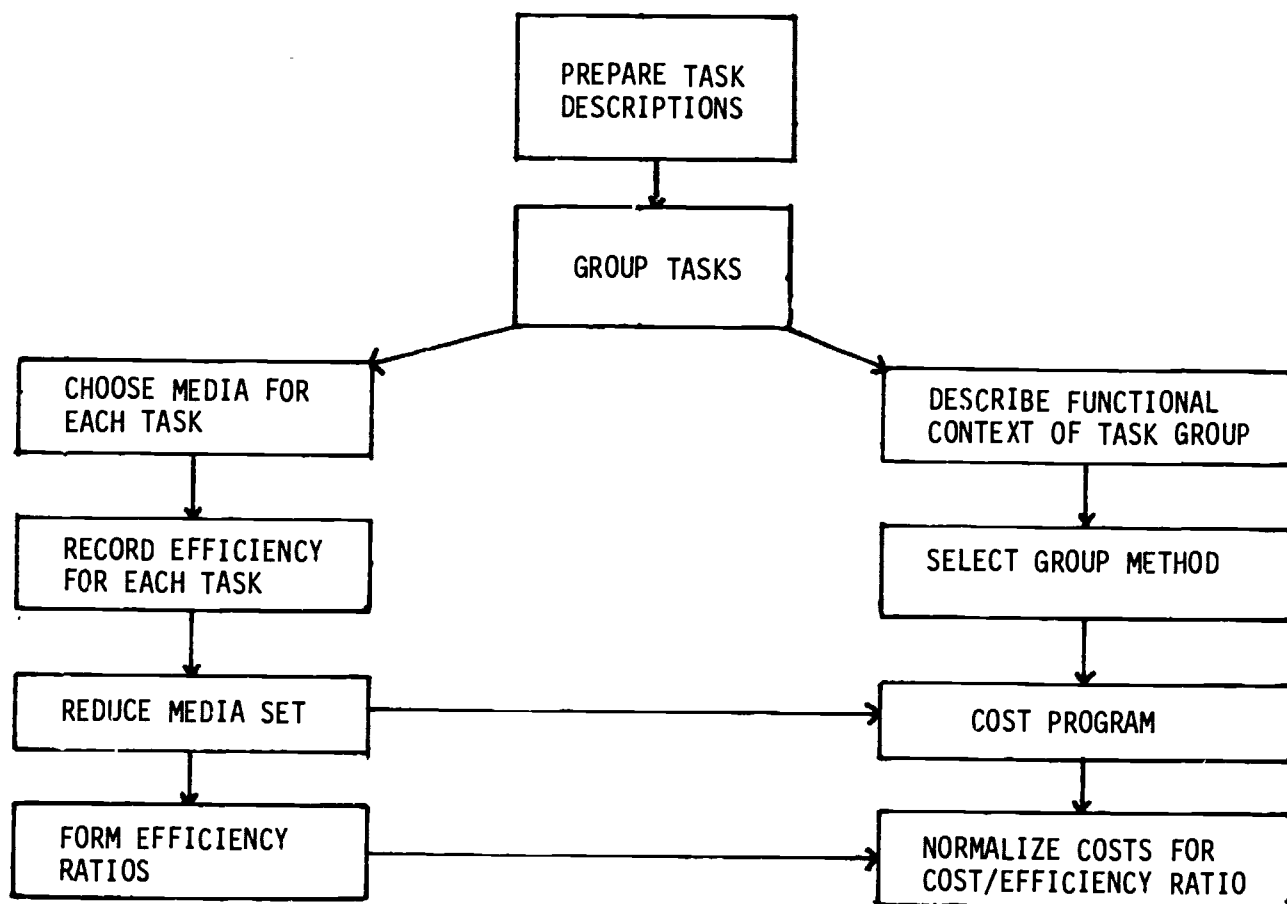 PREPARE TASK
DESCRIPTIONS
GROUP TASKS
CHOOSE MEDIA FOR
EACH TASK
DESCRIBE FUNCTIONAL
CONTEXT OF TASK GROUP
RECORD EFFICIENCY
FOR EACH TASK
SELECT GROUP METHOD
REDUCE MEDIA SET
COST PROGRAM
FORM EFFICIENCY
RATIOS
NORMALIZE COSTS FOR
COST/EFFICIENCY RATIO